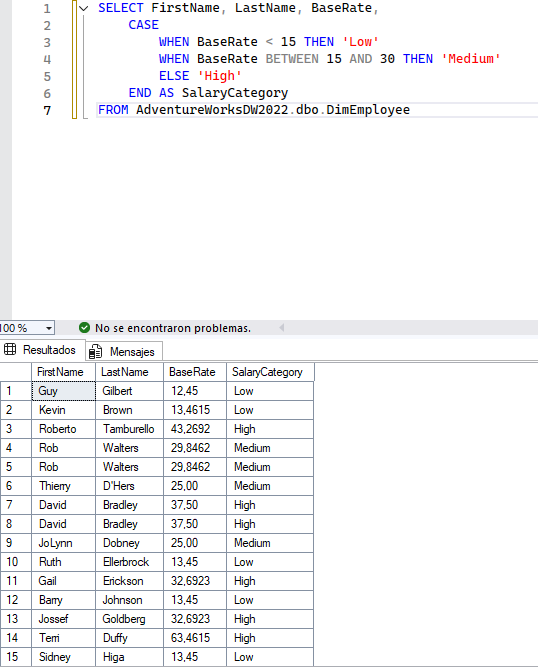 1 SELECT FirstName, LastName, BaseRate,
2 CASE
3 WHEN BaseRate < 15 THEN 'Low'
4 WHEN BaseRate BETWEEN 15 AND 30 THEN 'Medium'
5 ELSE 'High'
6 END AS SalaryCategory
7 FROM AdventureWorksDW2022.dbo.DimEmployee
100 % No se encontraron problemas.
Resultados Mensajes
FirstName LastName BaseRate SalaryCategory
1 Guy Gilbert 12,45 Low
2 Kevin Brown 13,4615 Low
3 Roberto Tamburello 43,2692 High
4 Rob Walters 29,8462 Medium
5 Rob Walters 29,8462 Medium
6 Thierry D'Hers 25,00 Medium
7 David Bradley 37,50 High
8 David Bradley 37,50 High
9 JoLynn Dobney 25,00 Medium
10 Ruth Ellerbrock 13,45 Low
11 Gail Erickson 32,6923 High
12 Barry Johnson 13,45 Low
13 Jossef Goldberg 32,6923 High
14 Terri Duffy 63,4615 High
15 Sidney Higa 13,45 Low